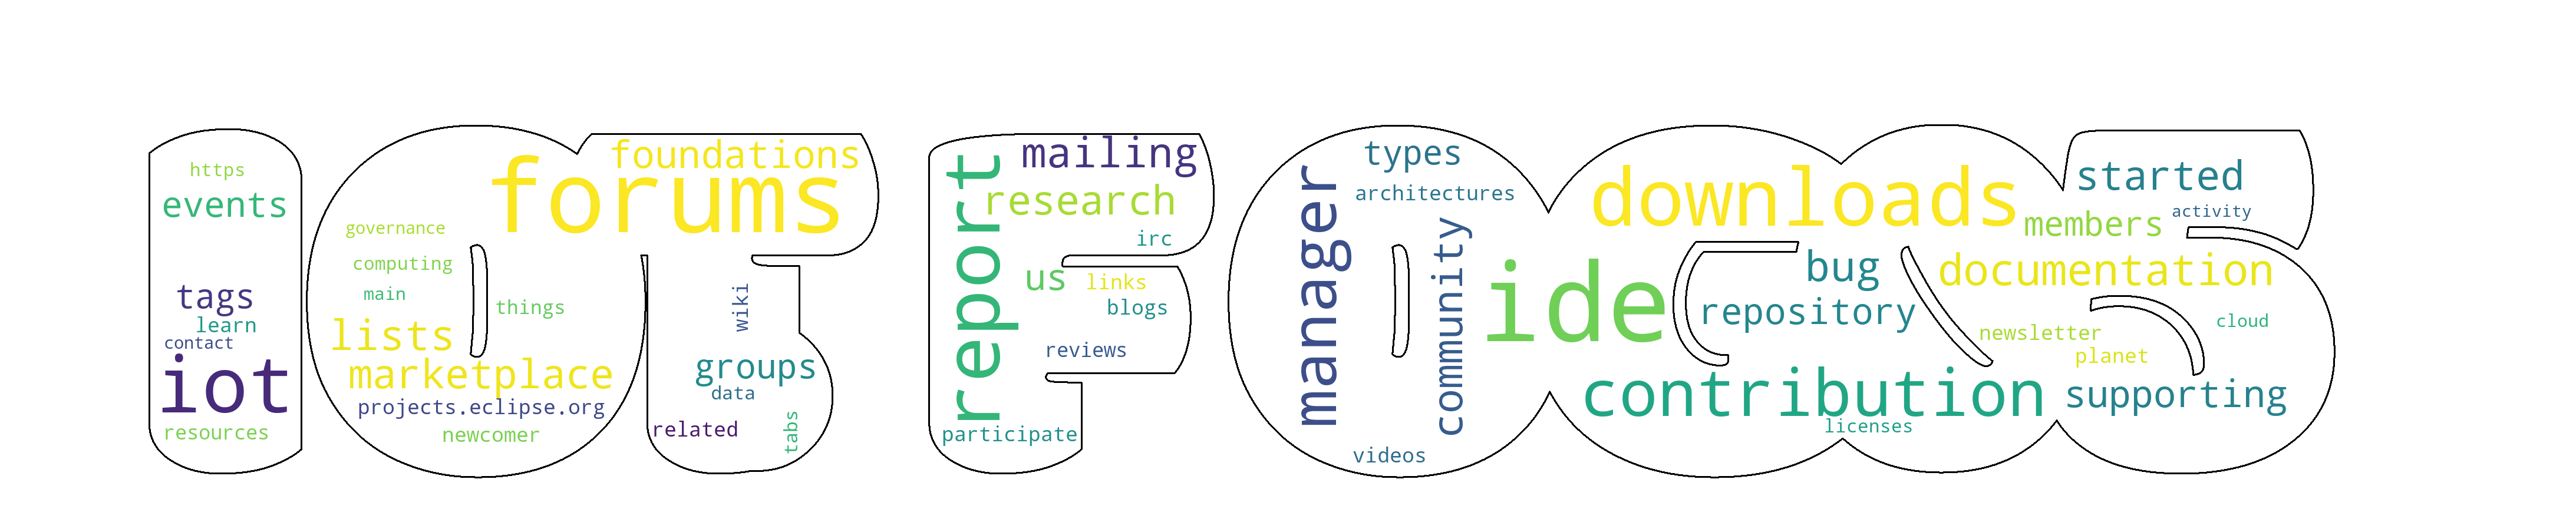 https
events
tags
learn
contact
iot
resources
foundations
forums
governance
computing
main
things
lists
marketplace
projects.eclipse.org
newcomer
wiki
groups
data
related
tabs
report
mailing
research
irc
us
links
blogs
reviews
participate
manager
types
architectures
community
videos
ide
downloads
bug
repository
contribution
licenses
started
members
activity
documentation
cloud
newsletter
planet
supporting